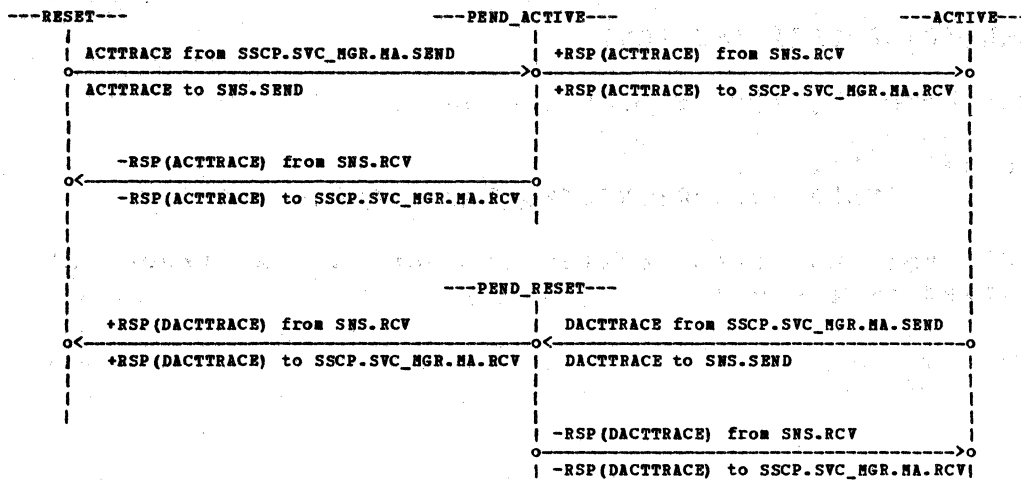 ---RESET--- ---PEND_ACTIVE--- ---ACTIVE---
ACTTRACE from SSCP.SVC_MGR.MA.SEND +RSP(ACTTRACE) from SNS.RCV
ACTTRACE to SNS.SEND +RSP(ACTTRACE) to SSCP.SVC_MGR.MA.RCV
-RSP(ACTTRACE) from SNS.RCV
-RSP(ACTTRACE) to SSCP.SVC_MGR.MA.RCV
---PEND_RESET---
+RSP(DACTTRACE) from SNS.RCV DACTTRACE from SSCP.SVC_MGR.MA.SEND
+RSP(DACTTRACE) to SSCP.SVC_MGR.MA.RCV DACTTRACE to SNS.SEND
-RSP(DACTTRACE) from SNS.RCV
-RSP(DACTTRACE) to SSCP.SVC_MGR.MA.RCV